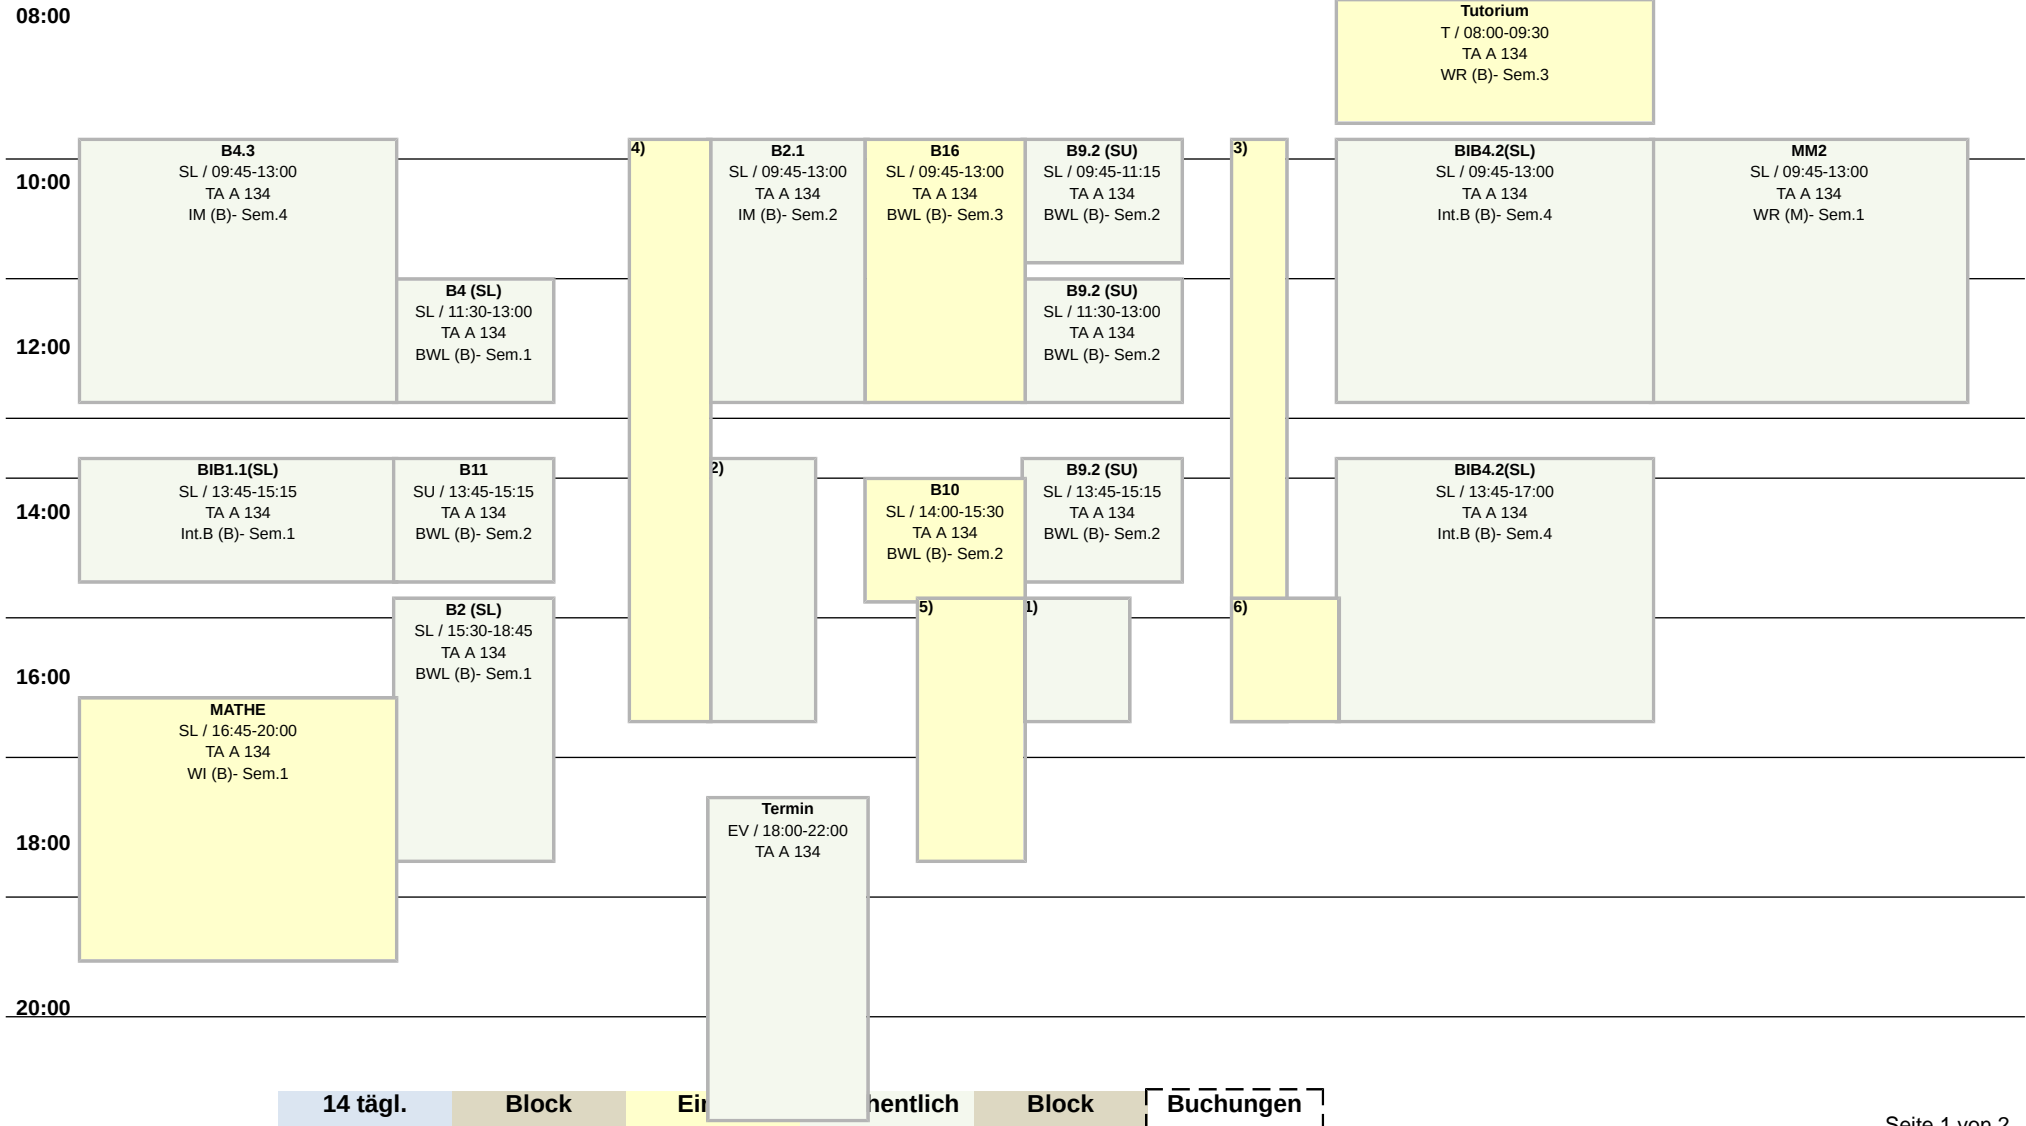 08:00
Tutorium
T / 08:00-09:30
TA A 134
WR (B)- Sem.3
B4.3
SL / 09:45-13:00
TA A 134
IM (B)- Sem.4
4)
B2.1
SL / 09:45-13:00
TA A 134
IM (B)- Sem.2
B16
SL / 09:45-13:00
TA A 134
BWL (B)- Sem.3
B9.2 (SU)
SL / 09:45-11:15
TA A 134
BWL (B)- Sem.2
3)
BIB4.2(SL)
SL / 09:45-13:00
TA A 134
Int.B (B)- Sem.4
MM2
SL / 09:45-13:00
TA A 134
WR (M)- Sem.1
10:00
B4 (SL)
SL / 11:30-13:00
TA A 134
BWL (B)- Sem.1
B9.2 (SU)
SL / 11:30-13:00
TA A 134
BWL (B)- Sem.2
12:00
BIB1.1(SL)
SL / 13:45-15:15
TA A 134
Int.B (B)- Sem.1
B11
SU / 13:45-15:15
TA A 134
BWL (B)- Sem.2
2)
B10
SL / 14:00-15:30
TA A 134
BWL (B)- Sem.2
B9.2 (SU)
SL / 13:45-15:15
TA A 134
BWL (B)- Sem.2
BIB4.2(SL)
SL / 13:45-17:00
TA A 134
Int.B (B)- Sem.4
14:00
B2 (SL)
SL / 15:30-18:45
TA A 134
BWL (B)- Sem.1
5)
1)
6)
16:00
MATHE
SL / 16:45-20:00
TA A 134
WI (B)- Sem.1
Termin
EV / 18:00-22:00
TA A 134
18:00
20:00
14 tägl. Block Block Buchungen
Seite 1 von 2